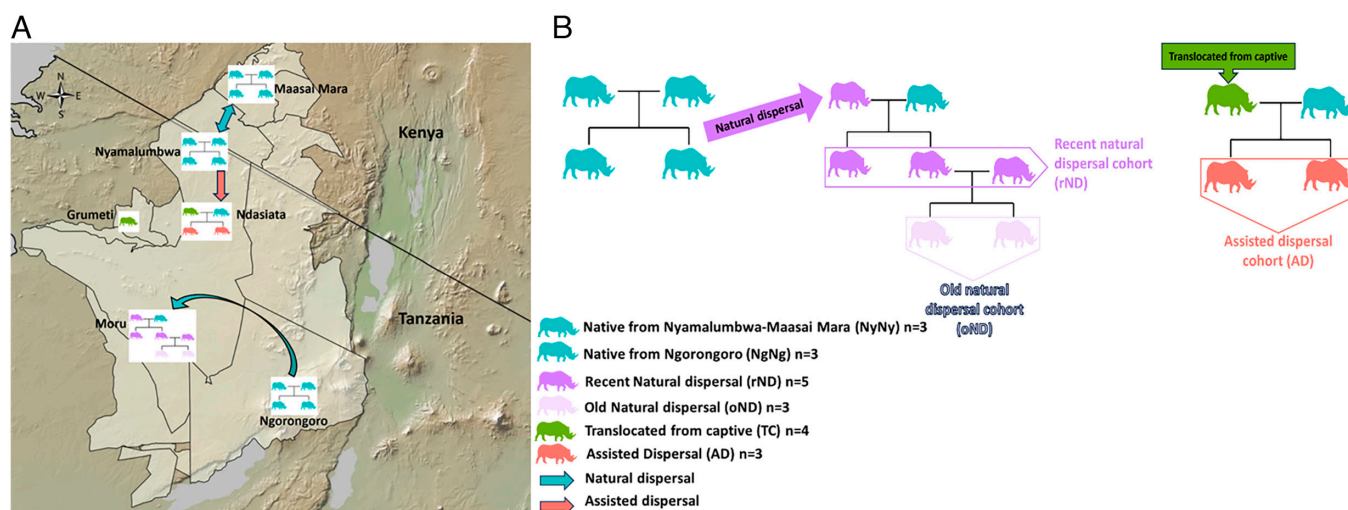 A
N
W E
S
Maasai Mara
Kenya
Nyamalumbwa
Grumeti
Ndasiata
Moru
Tanzania
Ngorongoro
B
Natural dispersal
Translocated from captive
Recent natural
dispersal cohort
(rND)
Assisted dispersal
cohort (AD)
Old natural
dispersal cohort
(oND)
Native from Nyamalumbwa-Maasai Mara (NyNy) n=3
Native from Ngorongoro (NgNg) n=3
Recent Natural dispersal (rND) n=5
Old Natural dispersal (oND) n=3
Translocated from captive (TC) n=4
Assisted Dispersal (AD) n=3
Natural dispersal
Assisted dispersal